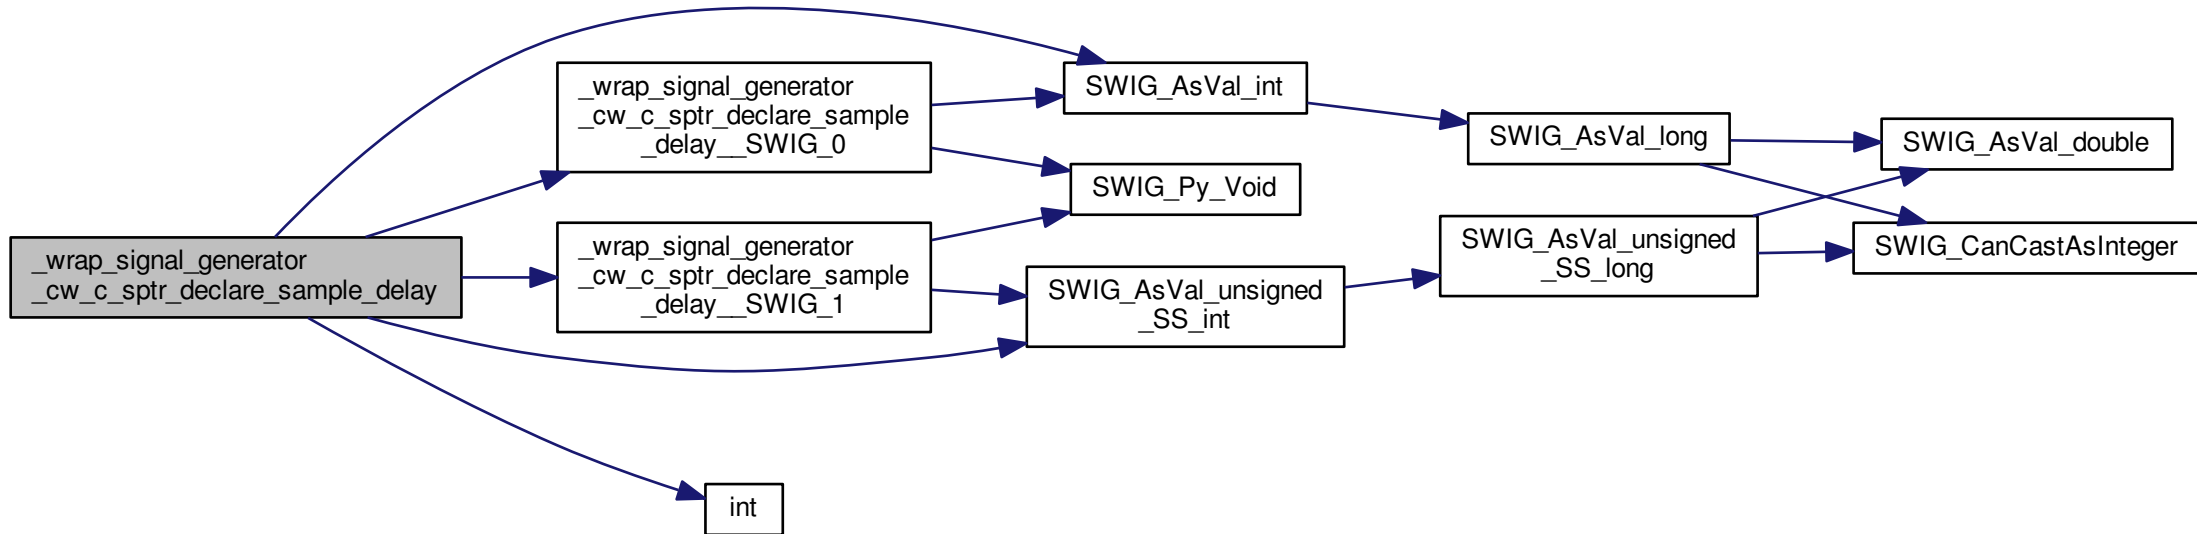 _wrap_signal_generator
_cw_c_sptr_declare_sample_delay
_wrap_signal_generator
_cw_c_sptr_declare_sample
_delay__SWIG_0
_wrap_signal_generator
_cw_c_sptr_declare_sample
_delay__SWIG_1
int
SWIG_AsVal_int
SWIG_Py_Void
SWIG_AsVal_unsigned
_SS_int
SWIG_AsVal_long
SWIG_AsVal_unsigned
_SS_long
SWIG_AsVal_double
SWIG_CanCastAsInteger